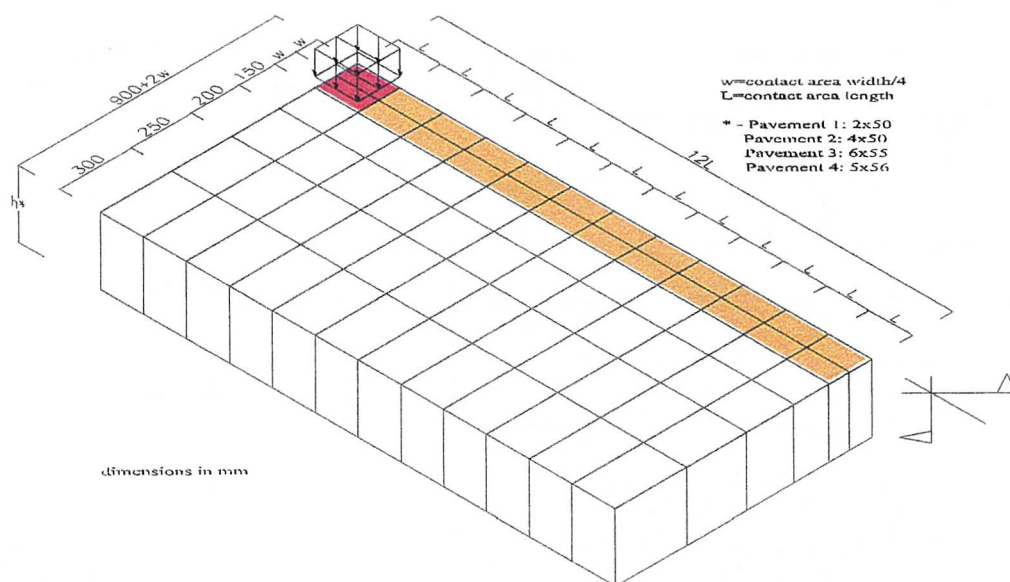 900+2w
300
250
200
150
w
w
L
L
L
L
L
L
L
L
L
L
L
L
12L
h*
w=contact area width/4
L=contact area length
* - Pavement 1: 2x50
Pavement 2: 4x50
Pavement 3: 6x55
Pavement 4: 5x56
dimensions in mm